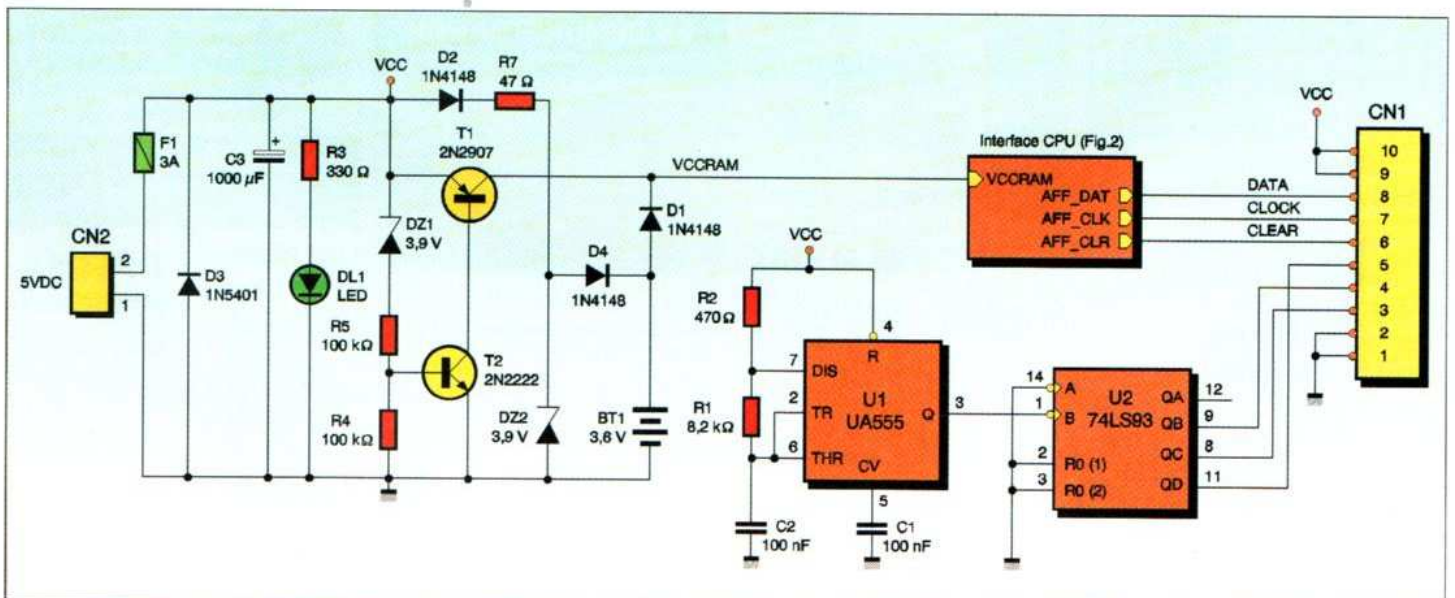 CN2
5VDC
2
1
F1
3A
D3
1N5401
C3
1000 µF
+
R3
330 Ω
DL1
LED
VCC
D2
1N4148
R7
47 Ω
T1
2N2907
DZ1
3,9 V
R5
100 kΩ
R4
100 kΩ
T2
2N2222
DZ2
3,9 V
D4
1N4148
D1
1N4148
BT1
3,6 V
VCCRAM
Interface CPU (Fig.2)
VCCRAM
AFF_DAT
AFF_CLK
AFF_CLR
DATA
CLOCK
CLEAR
VCC
CN1
10
9
8
7
6
5
4
3
2
1
VCC
R2
470 Ω
R1
8,2 kΩ
C2
100 nF
4
R
7
DIS
2
TR
6
THR
U1
UA555
Q
3
CV
5
C1
100 nF
14
A
1
B
2
R0 (1)
3
R0 (2)
U2
74LS93
QA
12
QB
9
QC
8
QD
11